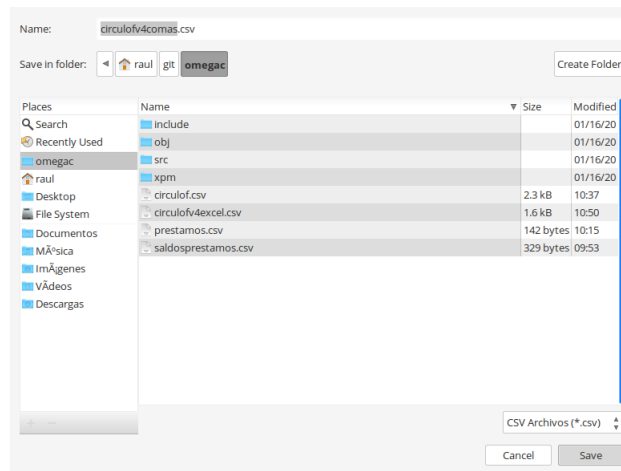 Name: circulofv4comas.csv
Save in folder: raul git omegac Create Folder
Places Name Size Modified
Search include 01/16/20
Recently Used obj 01/16/20
omegac src 01/16/20
raul xpm 01/16/20
Desktop circulof.csv 2.3 kB 10:37
File System circulofv4excel.csv 1.6 kB 10:50
Documentos prestamos.csv 142 bytes 10:15
MÃºsica saldosprestamos.csv 329 bytes 09:53
ImÃ¡genes
VÃ­deos
Descargas
CSV Archivos (*.csv)
Cancel Save